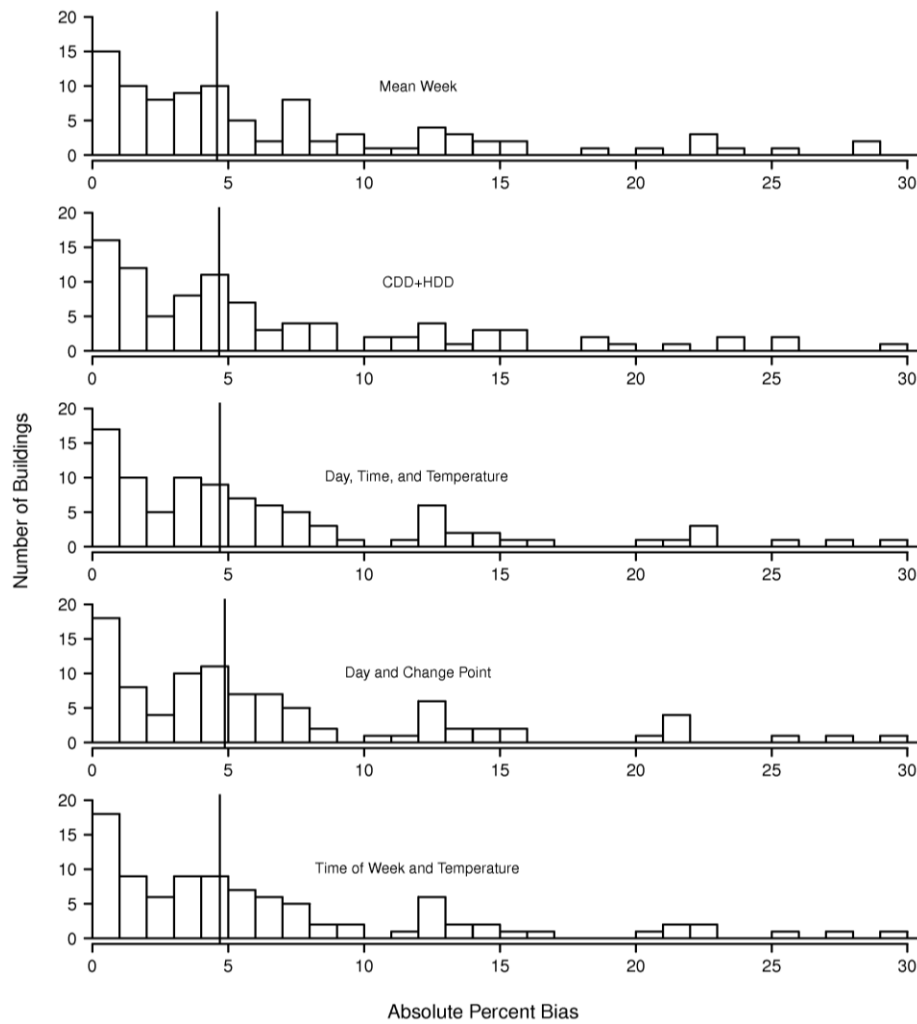 20
15
10
5
0
Mean Week
0 5 10 15 20 25 30
20
15
10
5
0
CDD+HDD
0 5 10 15 20 25 30
Number of Buildings
20
15
10
5
0
Day, Time, and Temperature
0 5 10 15 20 25 30
20
15
10
5
0
Day and Change Point
0 5 10 15 20 25 30
20
15
10
5
0
Time of Week and Temperature
0 5 10 15 20 25 30
Absolute Percent Bias